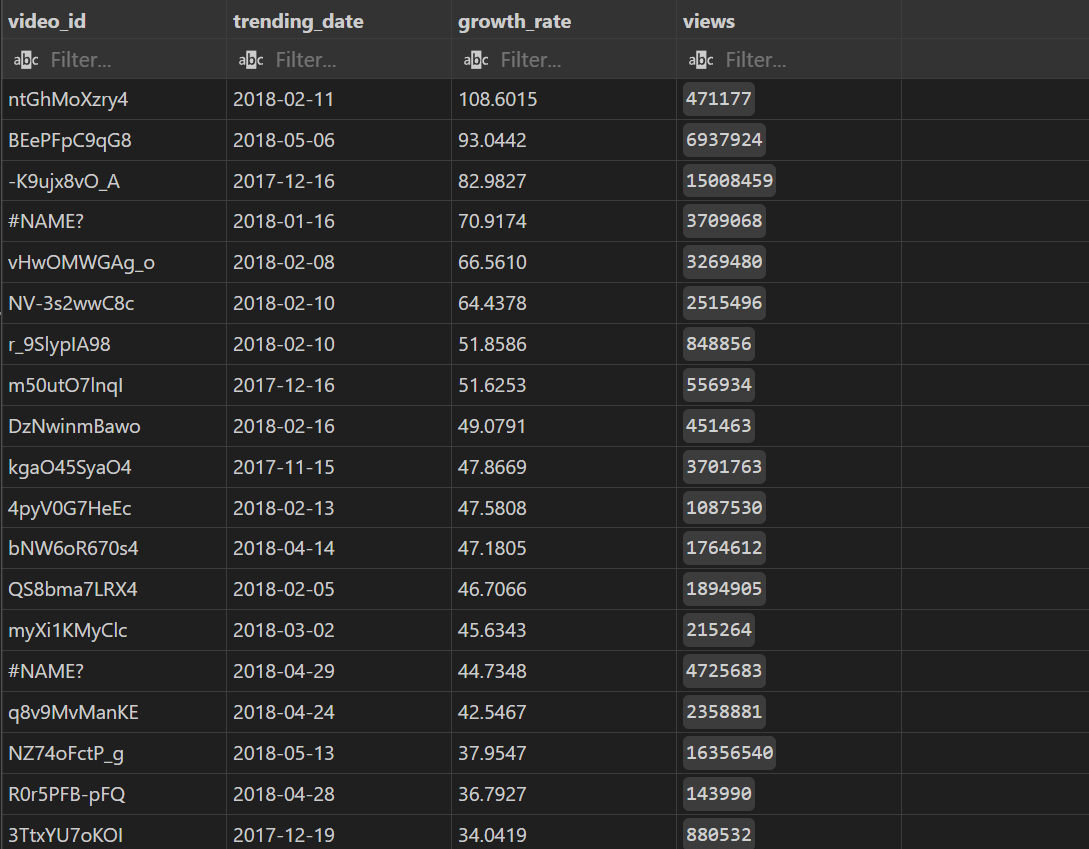 video_id trending_date growth_rate views
abc Filter... abc Filter... abc Filter... abc Filter...
ntGhMoXzry4 2018-02-11 108.6015 471177
BEePFpC9qG8 2018-05-06 93.0442 6937924
-K9ujx8vO_A 2017-12-16 82.9827 15008459
#NAME? 2018-01-16 70.9174 3709068
vHwOMWGAg_o 2018-02-08 66.5610 3269480
NV-3s2wwC8c 2018-02-10 64.4378 2515496
r_9SlypIA98 2018-02-10 51.8586 848856
m50utO7lnqI 2017-12-16 51.6253 556934
DzNwinmBawo 2018-02-16 49.0791 451463
kgaO45SyaO4 2017-11-15 47.8669 3701763
4pyV0G7HeEc 2018-02-13 47.5808 1087530
bNW6oR670s4 2018-04-14 47.1805 1764612
QS8bma7LRX4 2018-02-05 46.7066 1894905
myXi1KMyClc 2018-03-02 45.6343 215264
#NAME? 2018-04-29 44.7348 4725683
q8v9MvManKE 2018-04-24 42.5467 2358881
NZ74oFctP_g 2018-05-13 37.9547 16356540
R0r5PFB-pFQ 2018-04-28 36.7927 143990
3TtxYU7oKOI 2017-12-19 34.0419 880532